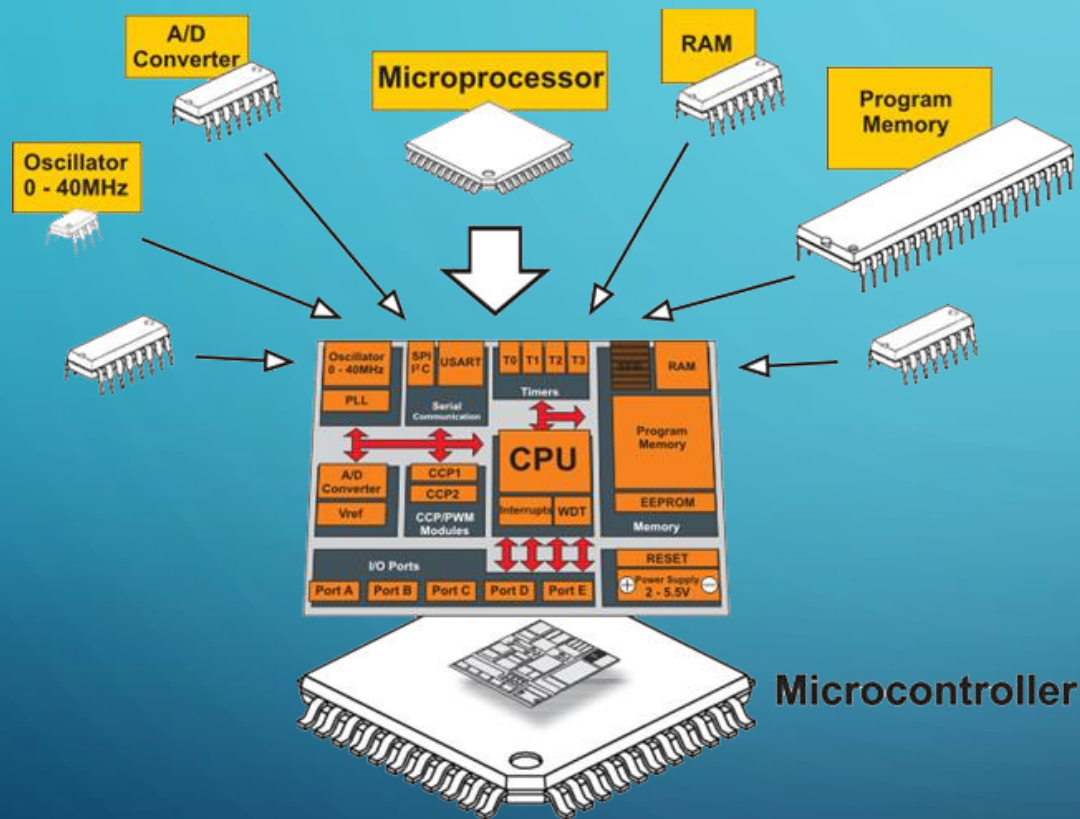 A/D
Converter
Microprocessor
RAM
Program
Memory
Oscillator
0 - 40MHz
Oscillator
0 - 40MHz
PLL
SPI
I²C
USART
Serial
Communication
T0 T1 T2 T3
Timers
RAM
Program
Memory
EEPROM
Memory
A/D
Converter
Vref
CCP1
CCP2
CCP/PWM
Modules
CPU
Interrupts WDT
I/O Ports
Port A Port B Port C Port D Port E
RESET
+ Power Supply −
2 - 5.5V
Microcontroller